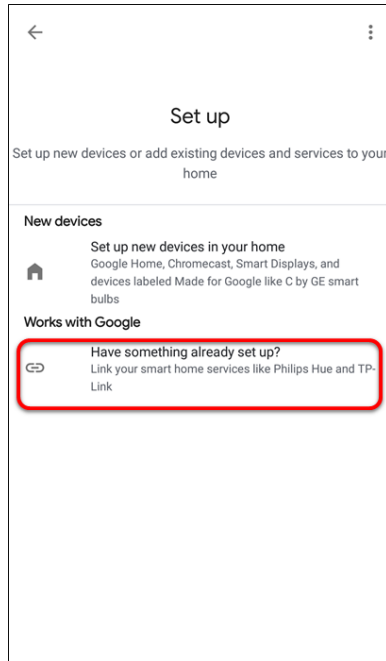 Set up
Set up new devices or add existing devices and services to your
home
New devices
Set up new devices in your home
Google Home, Chromecast, Smart Displays, and
devices labeled Made for Google like C by GE smart
bulbs
Works with Google
Have something already set up?
Link your smart home services like Philips Hue and TP-
Link